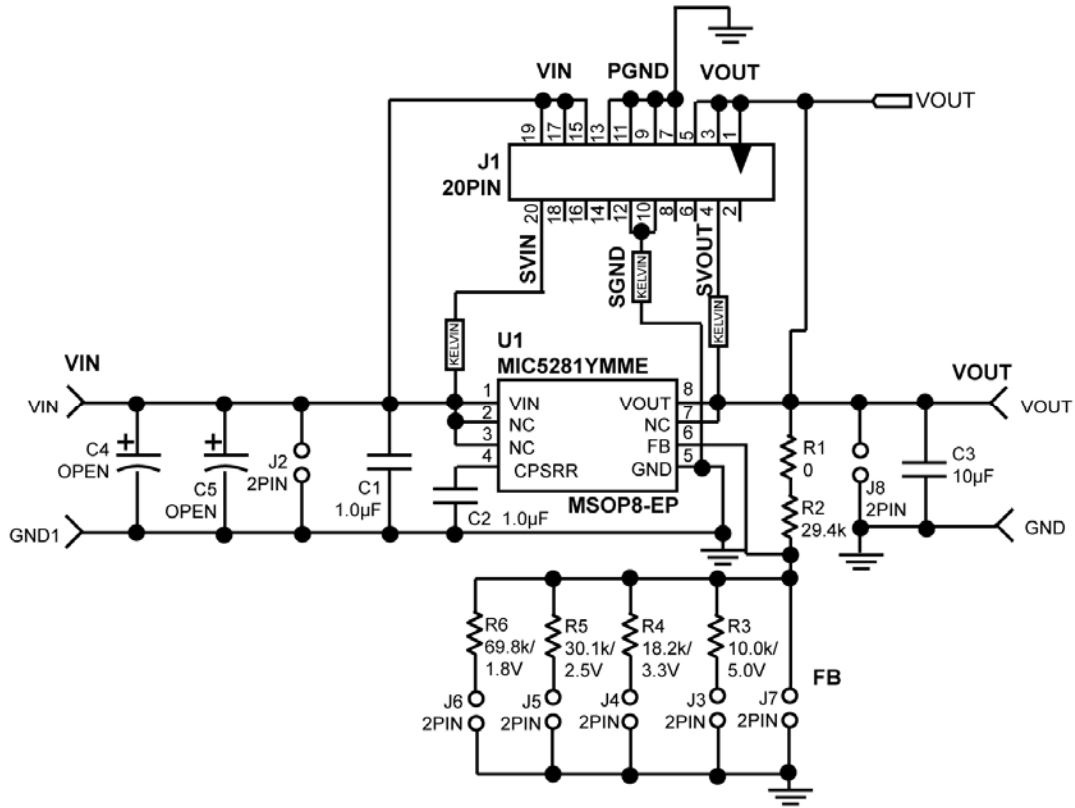 VIN PGND VOUT
VOUT
19 17 15 13 11 9 7 5 3 1
J1
20PIN
20 18 16 14 12 10 8 6 4 2
SVIN
SGND
SVOUT
KELVIN
KELVIN
KELVIN
U1
MIC5281YMME
VIN
VIN
1 VIN
2 NC
3 NC
4 CPSRR
VOUT 8
NC 7
FB 6
GND 5
MSOP8-EP
VOUT
VOUT
C4
OPEN
C5
OPEN
J2
2PIN
C1
1.0µF
C2 1.0µF
R1
0
R2
29.4k
J8
2PIN
C3
10µF
GND1
GND
R6
69.8k/
1.8V
R5
30.1k/
2.5V
R4
18.2k/
3.3V
R3
10.0k/
5.0V
FB
J6
2PIN
J5
2PIN
J4
2PIN
J3
2PIN
J7
2PIN